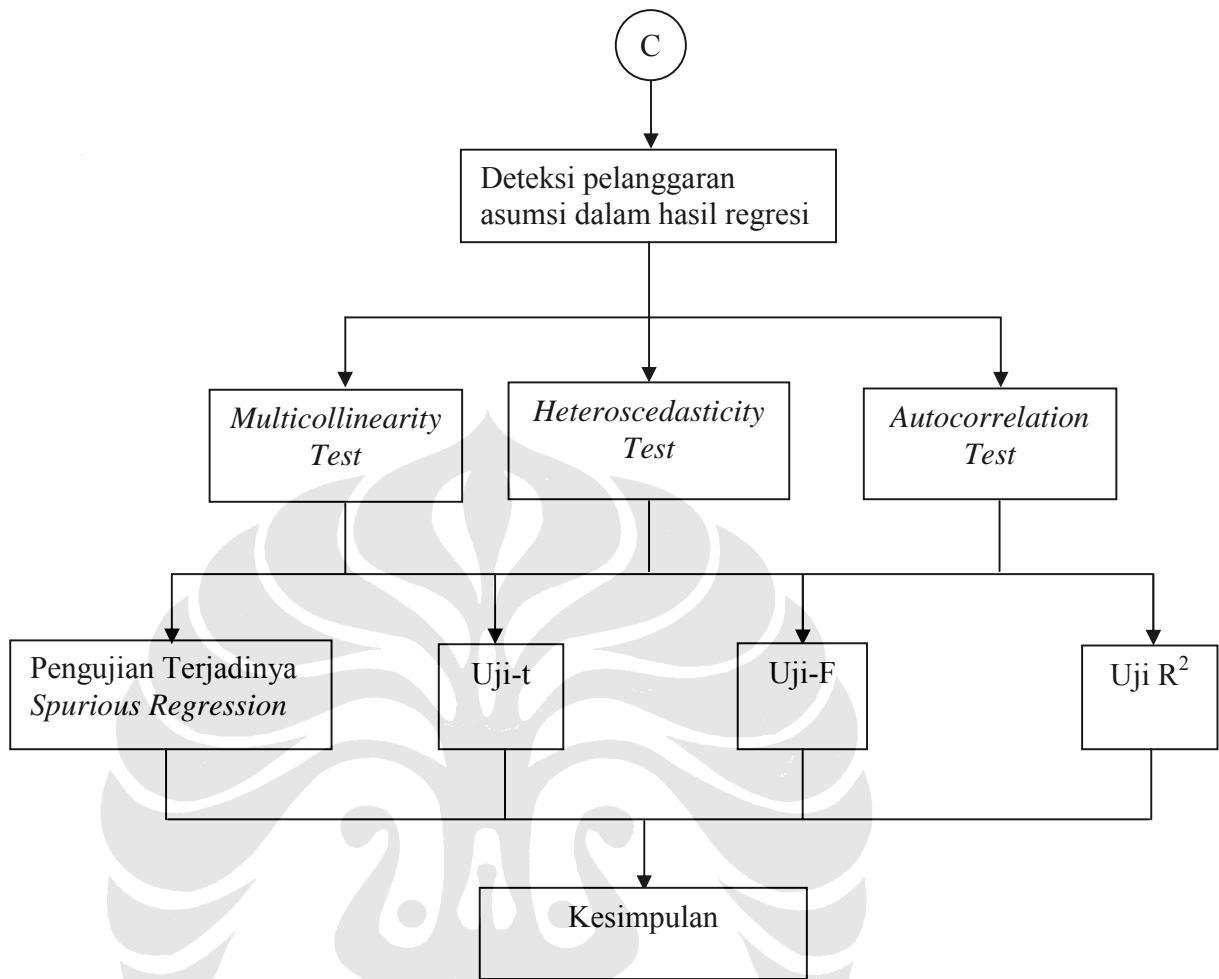 C
Deteksi pelanggaran
asumsi dalam hasil regresi
Multicollinearity
Test
Heteroscedasticity
Test
Autocorrelation
Test
Pengujian Terjadinya
Spurious Regression
Uji-t
Uji-F
Uji R²
Kesimpulan